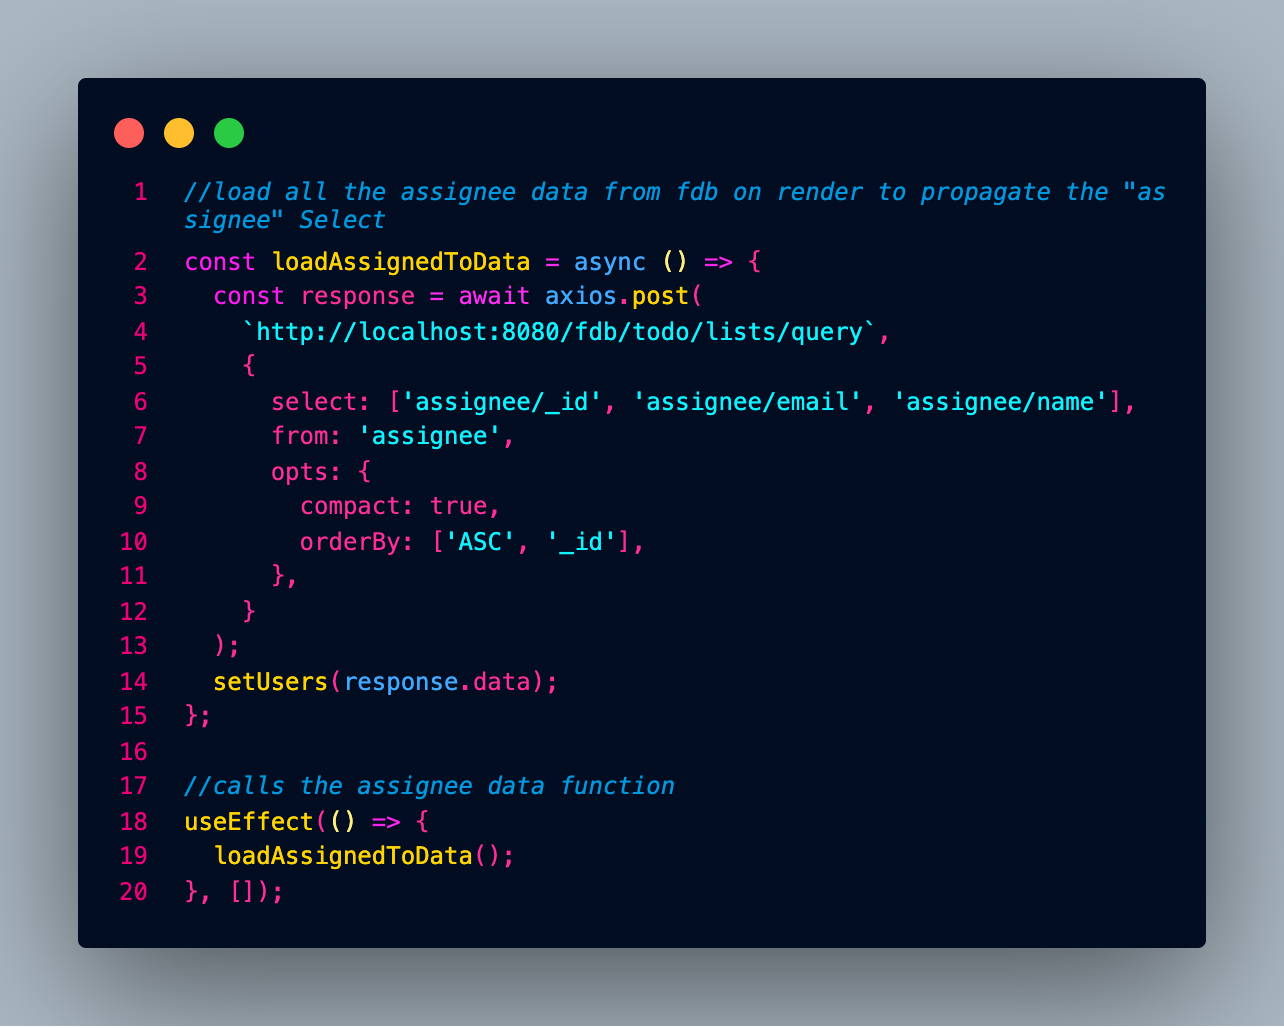 1 //load all the assignee data from fdb on render to propagate the "as
signee" Select
2 const loadAssignedToData = async () => {
3   const response = await axios.post(
4     `http://localhost:8080/fdb/todo/lists/query`,
5     {
6       select: ['assignee/_id', 'assignee/email', 'assignee/name'],
7       from: 'assignee',
8       opts: {
9         compact: true,
10         orderBy: ['ASC', '_id'],
11       },
12     }
13   );
14   setUsers(response.data);
15 };
16
17 //calls the assignee data function
18 useEffect(() => {
19   loadAssignedToData();
20 }, []);